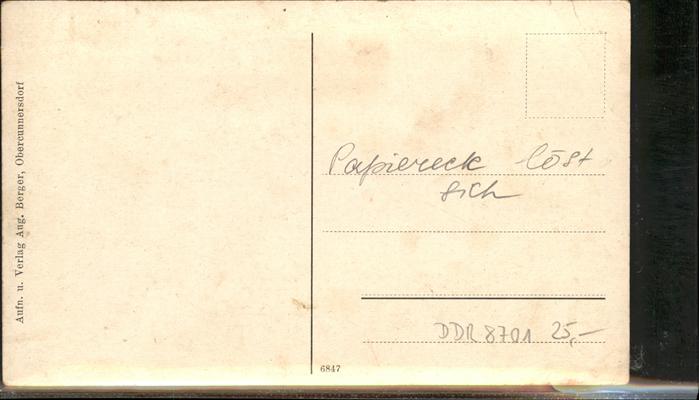 Aufn. u. Verlag Aug. Berger, Obercunnersdorf
Papiereck löst
sich
DDR 8701 25,-
6847